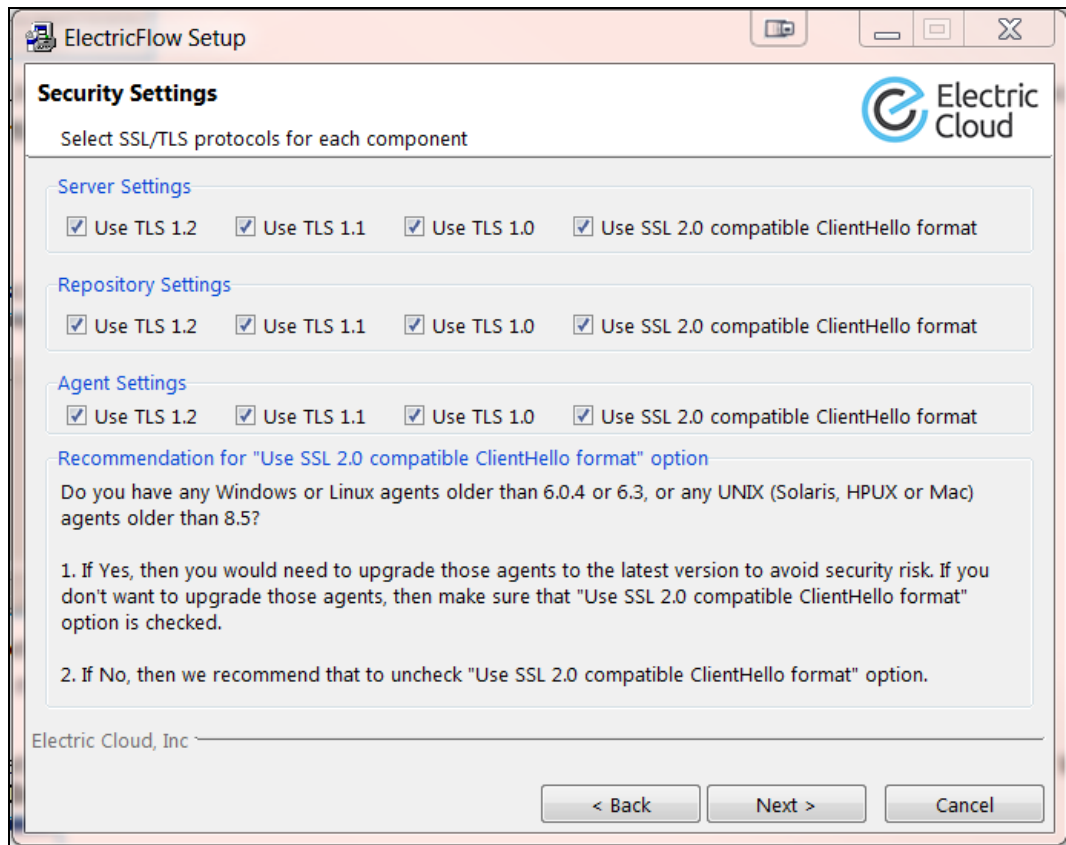 ElectricFlow Setup
Security Settings
Electric
Cloud
Select SSL/TLS protocols for each component
Server Settings
Use TLS 1.2 Use TLS 1.1 Use TLS 1.0 Use SSL 2.0 compatible ClientHello format
Repository Settings
Use TLS 1.2 Use TLS 1.1 Use TLS 1.0 Use SSL 2.0 compatible ClientHello format
Agent Settings
Use TLS 1.2 Use TLS 1.1 Use TLS 1.0 Use SSL 2.0 compatible ClientHello format
Recommendation for "Use SSL 2.0 compatible ClientHello format" option
Do you have any Windows or Linux agents older than 6.0.4 or 6.3, or any UNIX (Solaris, HPUX or Mac)
agents older than 8.5?
1. If Yes, then you would need to upgrade those agents to the latest version to avoid security risk. If you
don't want to upgrade those agents, then make sure that "Use SSL 2.0 compatible ClientHello format"
option is checked.
2. If No, then we recommend that to uncheck "Use SSL 2.0 compatible ClientHello format" option.
Electric Cloud, Inc
< Back Next > Cancel